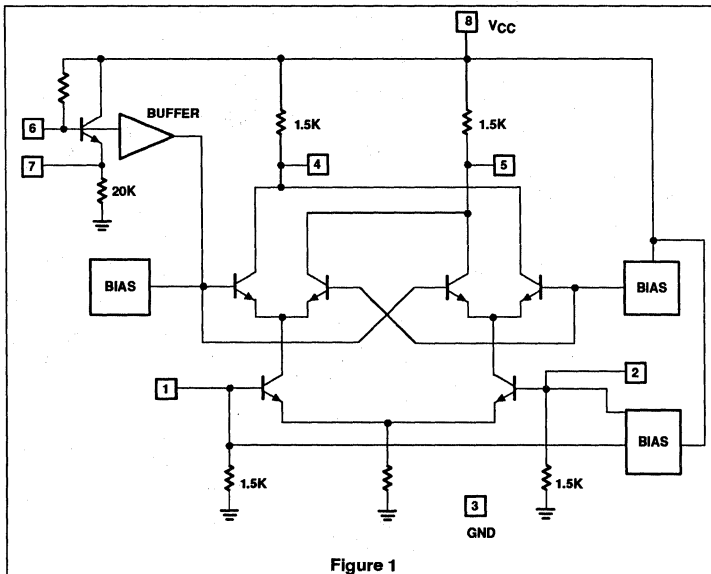 8 VCC
BUFFER
6
1.5K
1.5K
4
5
7
20K
BIAS
BIAS
1
2
BIAS
1.5K
1.5K
3
GND
Figure 1